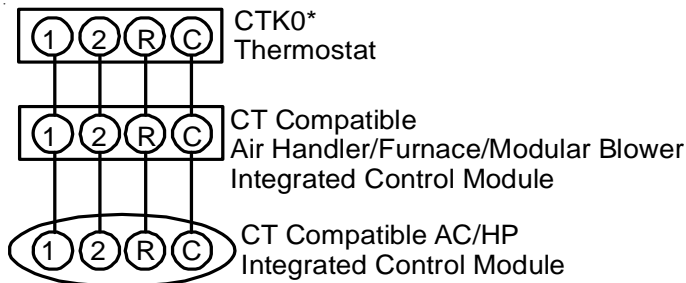 1 2 R C
CTK0*
Thermostat
1 2 R C
CT Compatible
Air Handler/Furnace/Modular Blower
Integrated Control Module
1 2 R C
CT Compatible AC/HP
Integrated Control Module